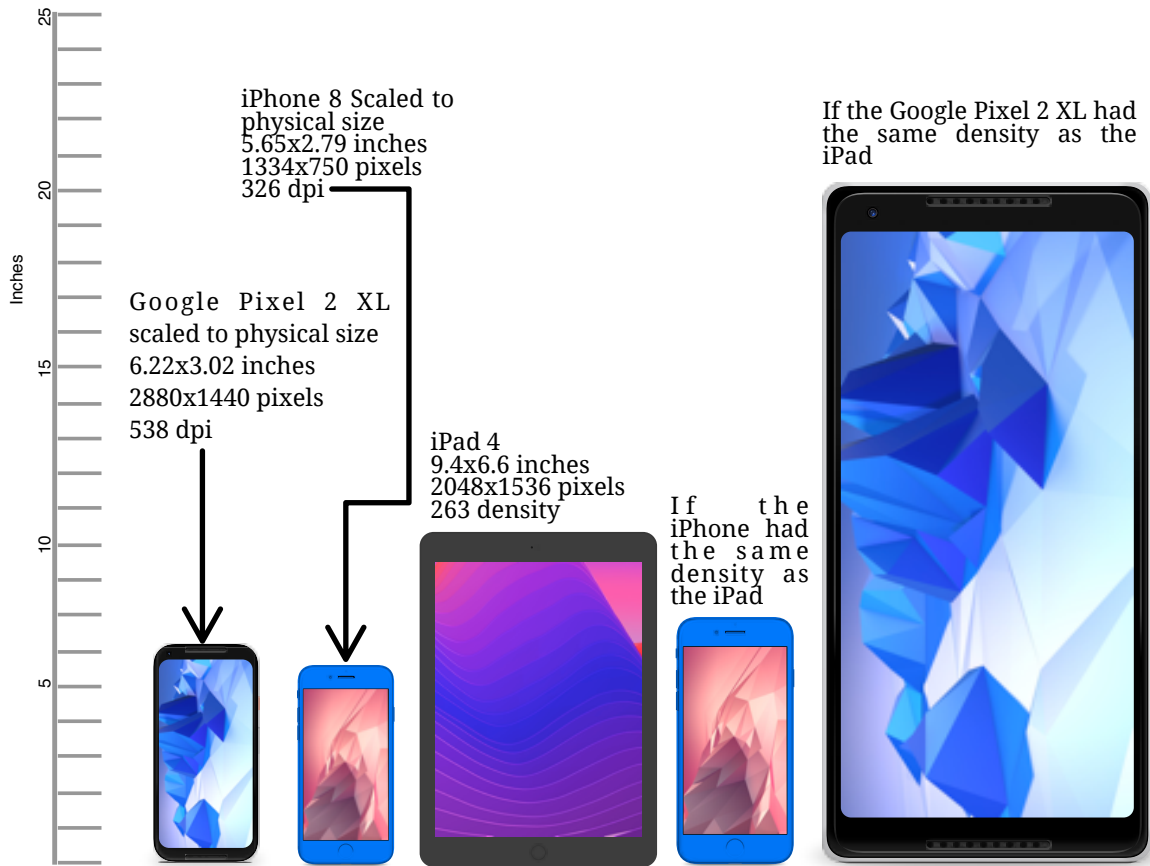 25
20
15
10
5
Inches
iPhone 8 Scaled to
physical size
5.65x2.79 inches
1334x750 pixels
326 dpi
If the Google Pixel 2 XL had
the same density as the
iPad
Google Pixel 2 XL
scaled to physical size
6.22x3.02 inches
2880x1440 pixels
538 dpi
iPad 4
9.4x6.6 inches
2048x1536 pixels
263 density
If the
iPhone had
the same
density as
the iPad